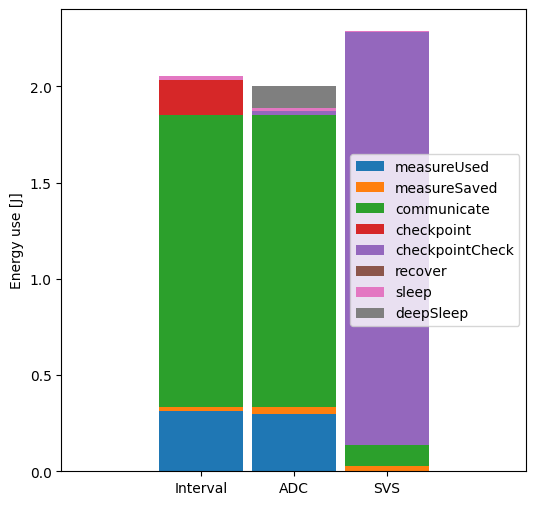 Energy use [J]
2.0
1.5
1.0
0.5
0.0
measureUsed
measureSaved
communicate
checkpoint
checkpointCheck
recover
sleep
deepSleep
Interval ADC SVS